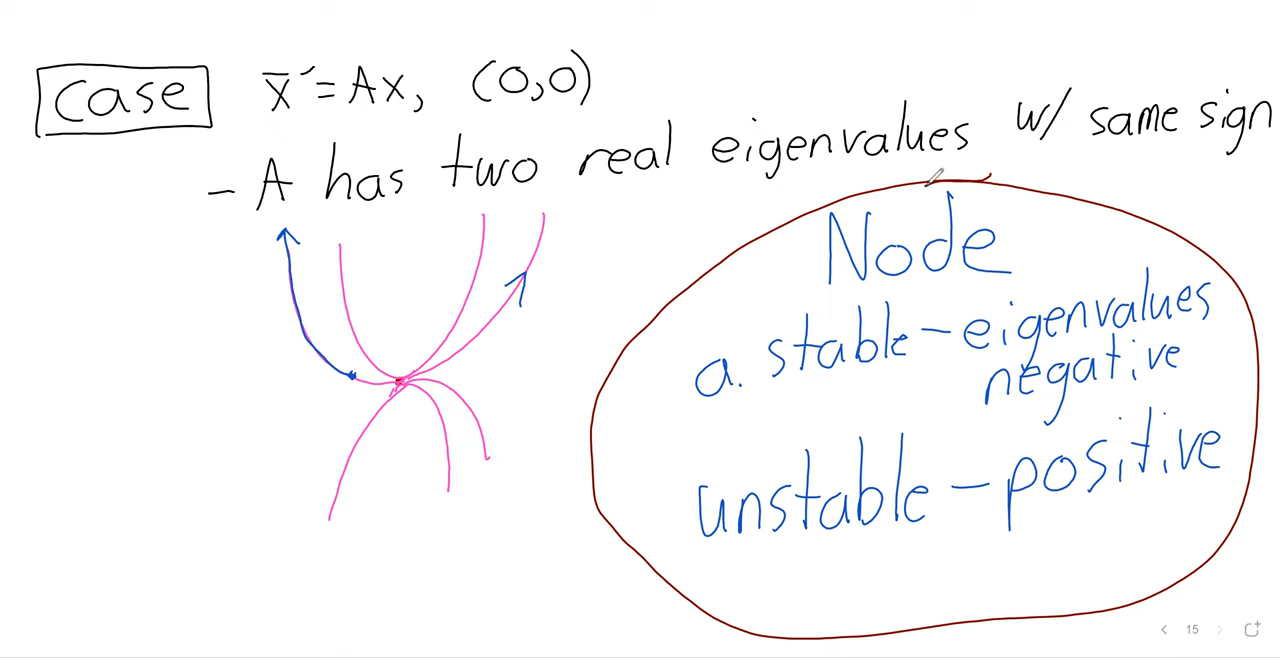 Case x̄′ = Ax, (0,0)
- A has two real eigenvalues w/ same sign
Node
a. stable - eigenvalues
negative
unstable - positive
< 15 >